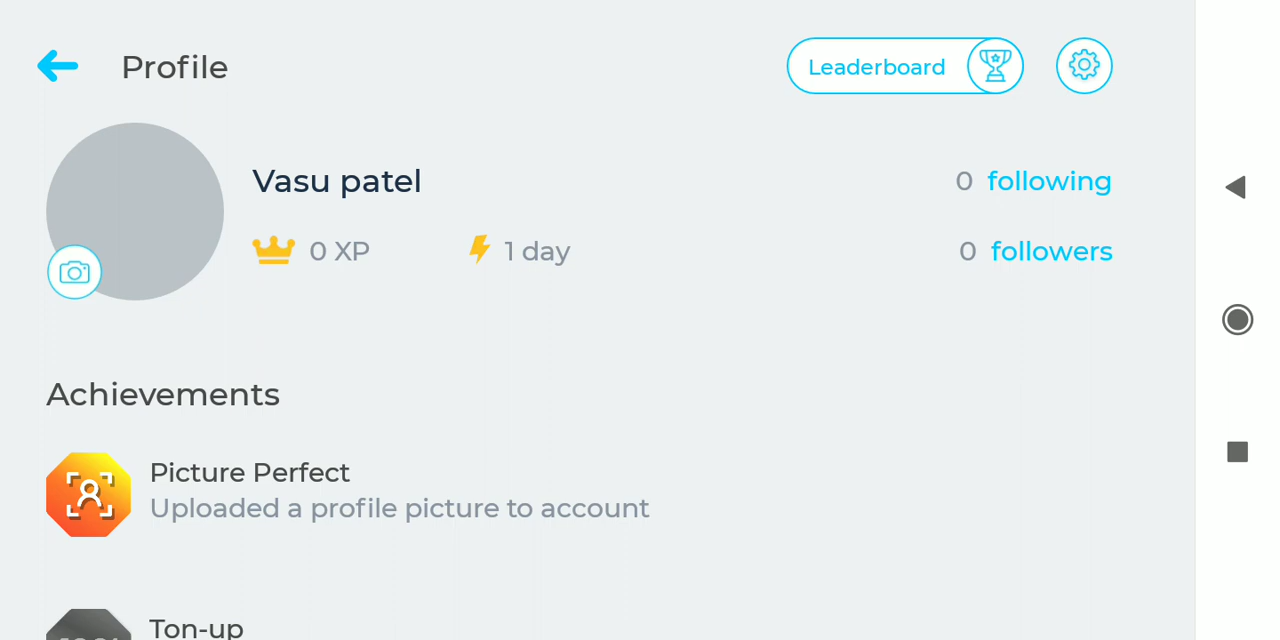 Profile
Leaderboard
Vasu patel
0 following
0 XP
1 day
0 followers
Achievements
Picture Perfect
Uploaded a profile picture to account
Ton-up